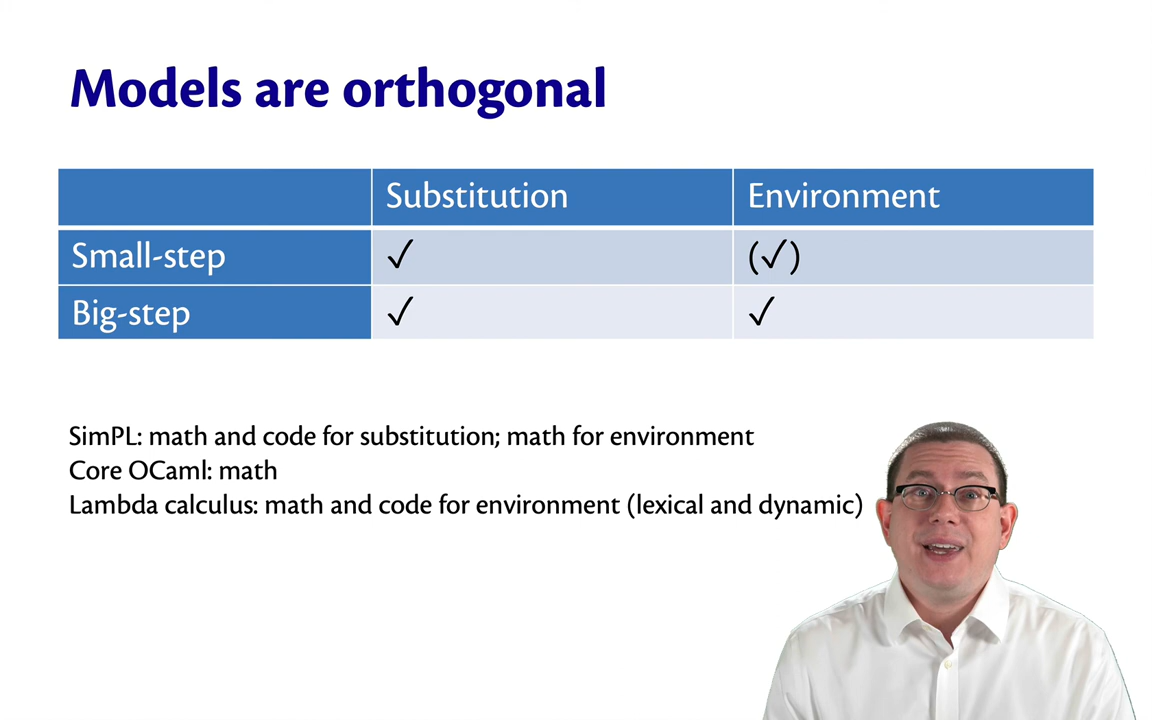 Models are orthogonal
Substitution Environment
Small-step ✓ (✓)
Big-step ✓ ✓
SimPL: math and code for substitution; math for environment
Core OCaml: math
Lambda calculus: math and code for environment (lexical and dynamic)